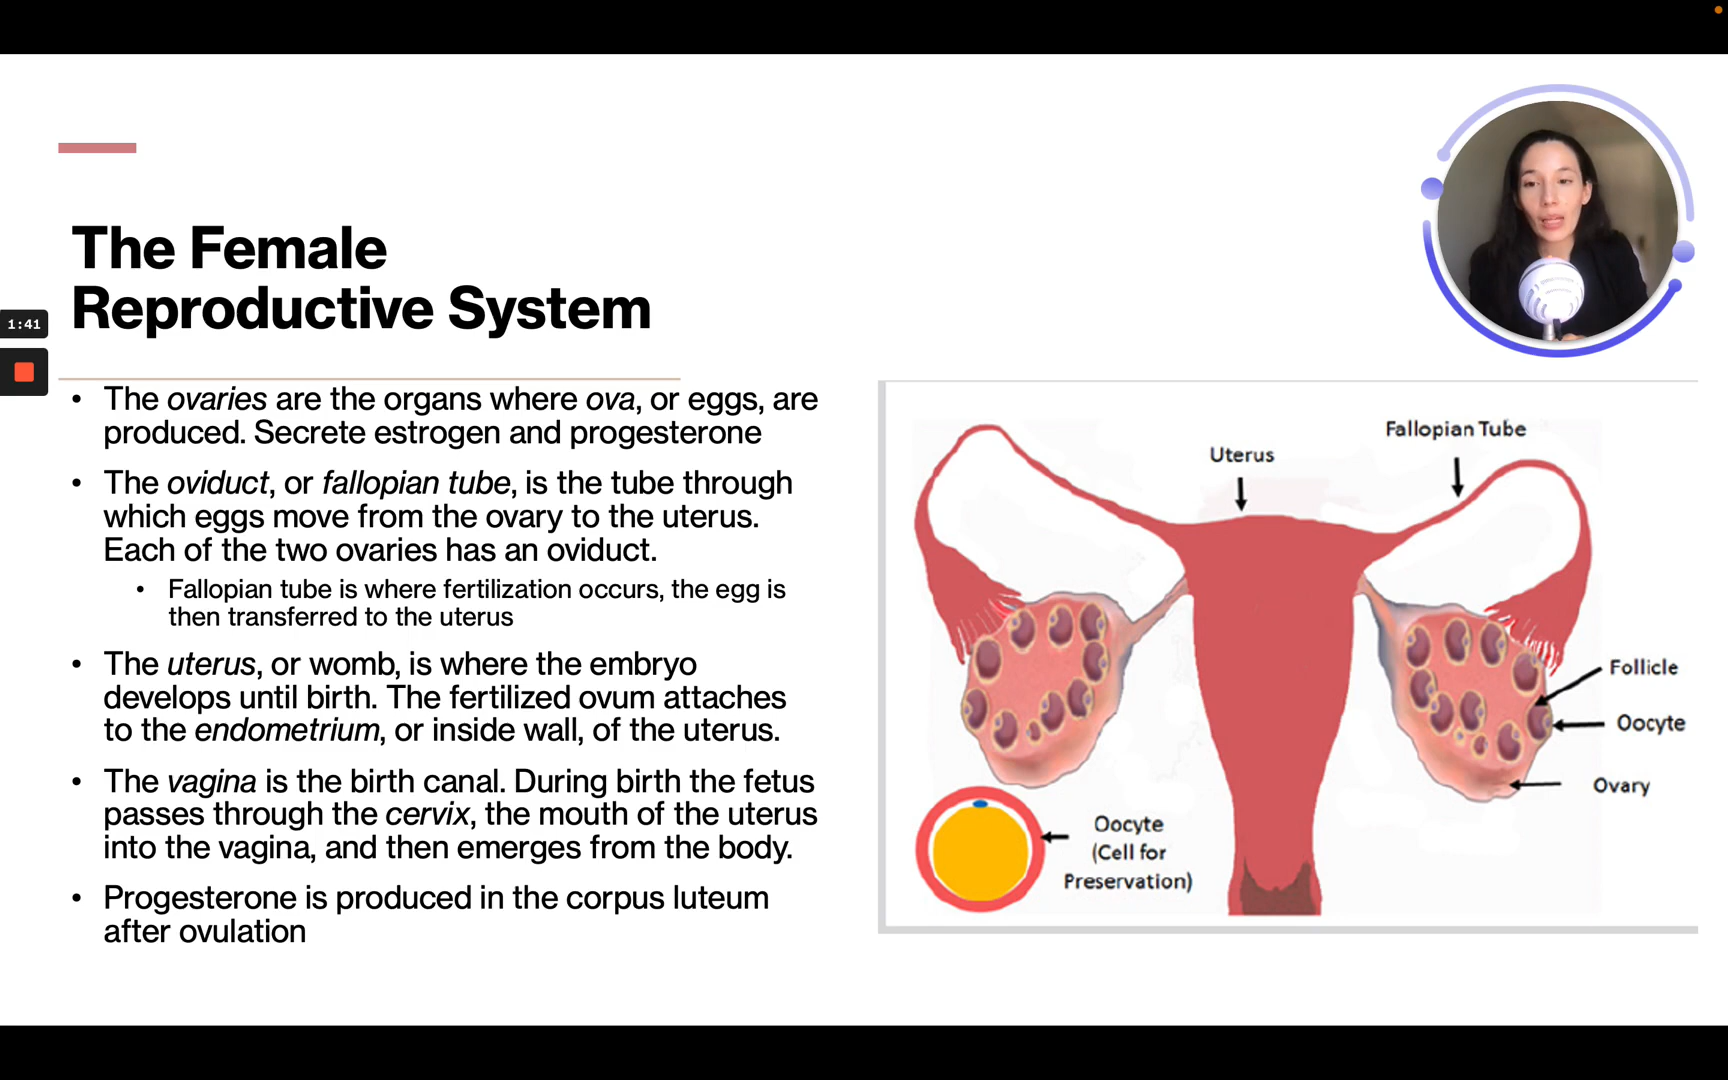 The Female
Reproductive System
1:41
• The ovaries are the organs where ova, or eggs, are
produced. Secrete estrogen and progesterone
• The oviduct, or fallopian tube, is the tube through
which eggs move from the ovary to the uterus.
Each of the two ovaries has an oviduct.
• Fallopian tube is where fertilization occurs, the egg is
then transferred to the uterus
• The uterus, or womb, is where the embryo
develops until birth. The fertilized ovum attaches
to the endometrium, or inside wall, of the uterus.
• The vagina is the birth canal. During birth the fetus
passes through the cervix, the mouth of the uterus
into the vagina, and then emerges from the body.
• Progesterone is produced in the corpus luteum
after ovulation
Fallopian Tube
Uterus
Follicle
Oocyte
Ovary
Oocyte
(Cell for
Preservation)